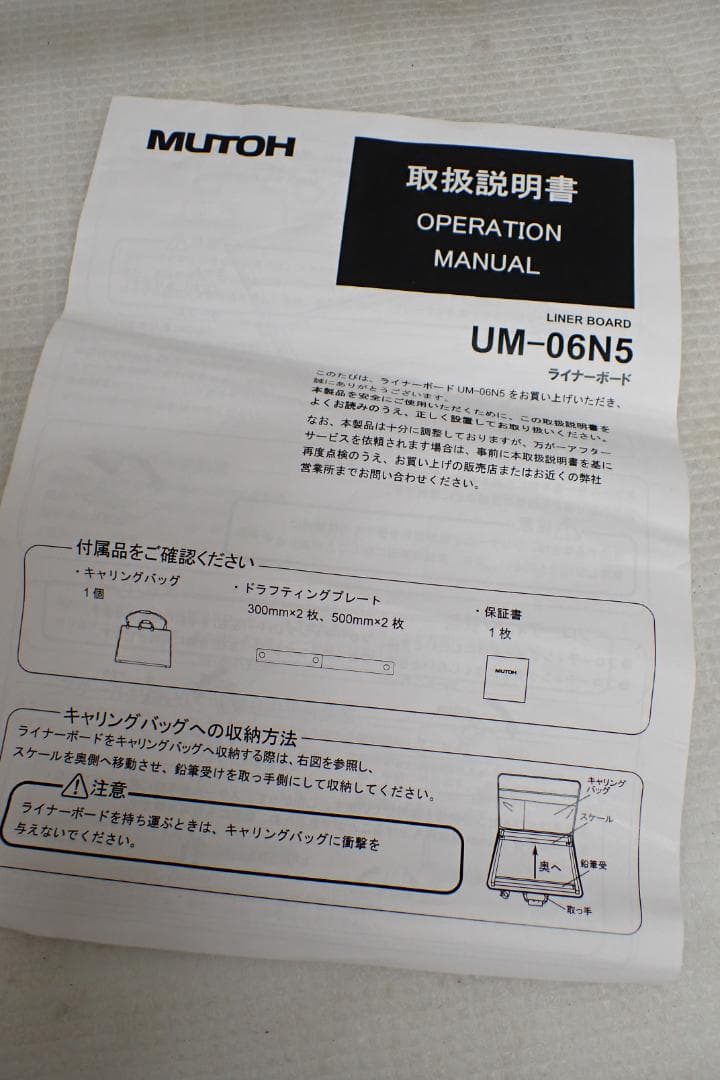 MUTOH
取扱説明書
OPERATION
MANUAL
LINER BOARD
UM-06N5
ライナーボード
このたびは、ライナーボード UM-06N5 をお買い上げいただき、
誠にありがとうございます。
本製品を安全にご使用いただくために、この取扱説明書を
よくお読みのうえ、正しく設置してお取り扱いください。
なお、本製品は十分に調整しておりますが、万が一アフター
サービスを依頼されます場合は、事前に本取扱説明書を基に
再度点検のうえ、お買い上げの販売店またはお近くの弊社
営業所までお問い合わせください。
付属品をご確認ください
・キャリングバッグ
1個
・ドラフティングプレート
300mm×2枚、500mm×2枚
・保証書
1枚
MUTOH
キャリングバッグへの収納方法
ライナーボードをキャリングバッグへ収納する際は、右図を参照し、
スケールを奥側へ移動させ、鉛筆受けを取っ手側にして収納してください。
注意
ライナーボードを持ち運ぶときは、キャリングバッグに衝撃を
与えないでください。
キャリング
バッグ
スケール
奥へ
鉛筆受
取っ手